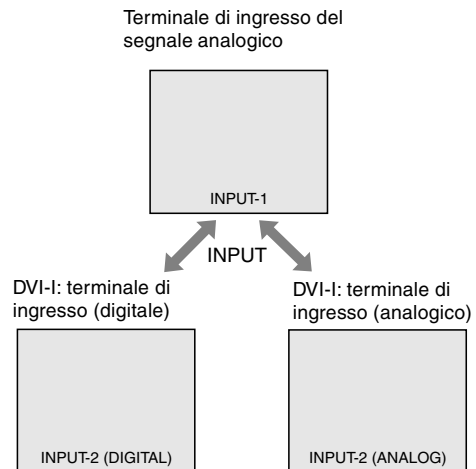 Terminale di ingresso del
segnale analogico
INPUT-1
INPUT
DVI-I: terminale di
ingresso (digitale)
INPUT-2 (DIGITAL)
DVI-I: terminale di
ingresso (analogico)
INPUT-2 (ANALOG)